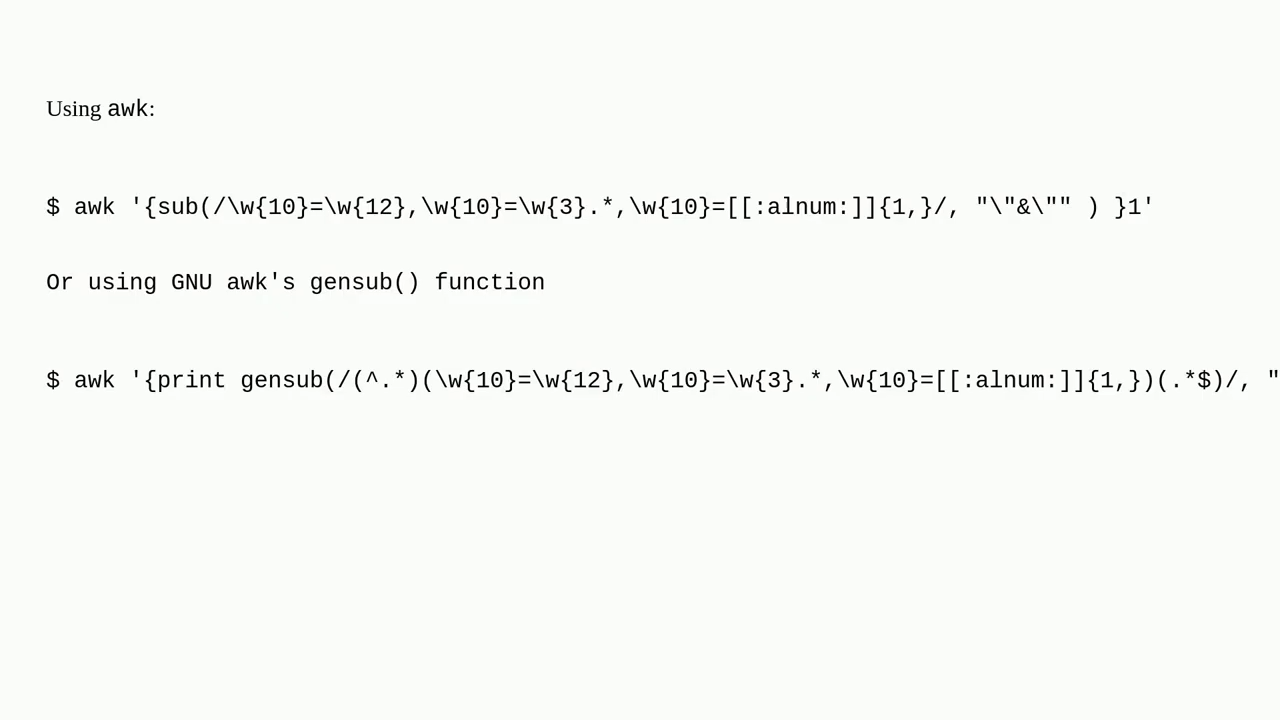 Using awk:
$ awk '{sub(/\w{10}=\w{12},\w{10}=\w{3}.*,\w{10}=[[:alnum:]]{1,}/, "\"&\"" ) }1'
Or using GNU awk's gensub() function
$ awk '{print gensub(/(^.*)(\w{10}=\w{12},\w{10}=\w{3}.*,\w{10}=[[:alnum:]]{1,})(.*$)/, "